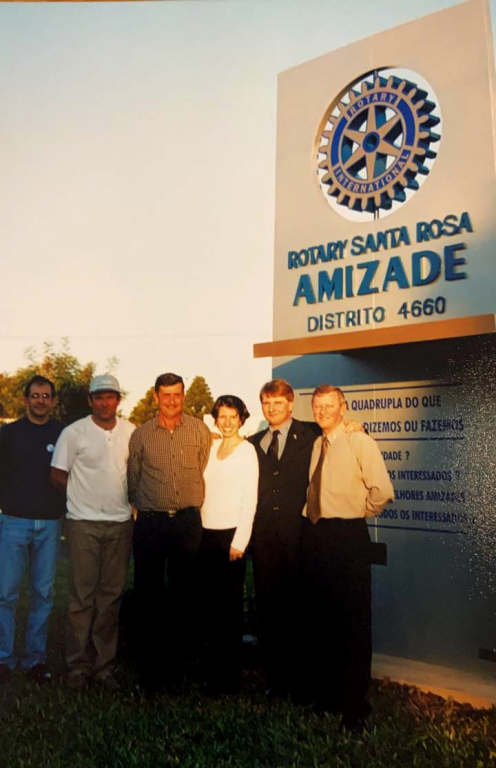 ROTARY
INTERNATIONAL
ROTARY SANTA ROSA
AMIZADE
DISTRITO 4660
A QUADRUPLA DO QUE
DIZEMOS OU FAZEMOS
DADE ?
OS INTERESSADOS ?
MELHORES AMIZADES
DOS OS INTERESSADOS